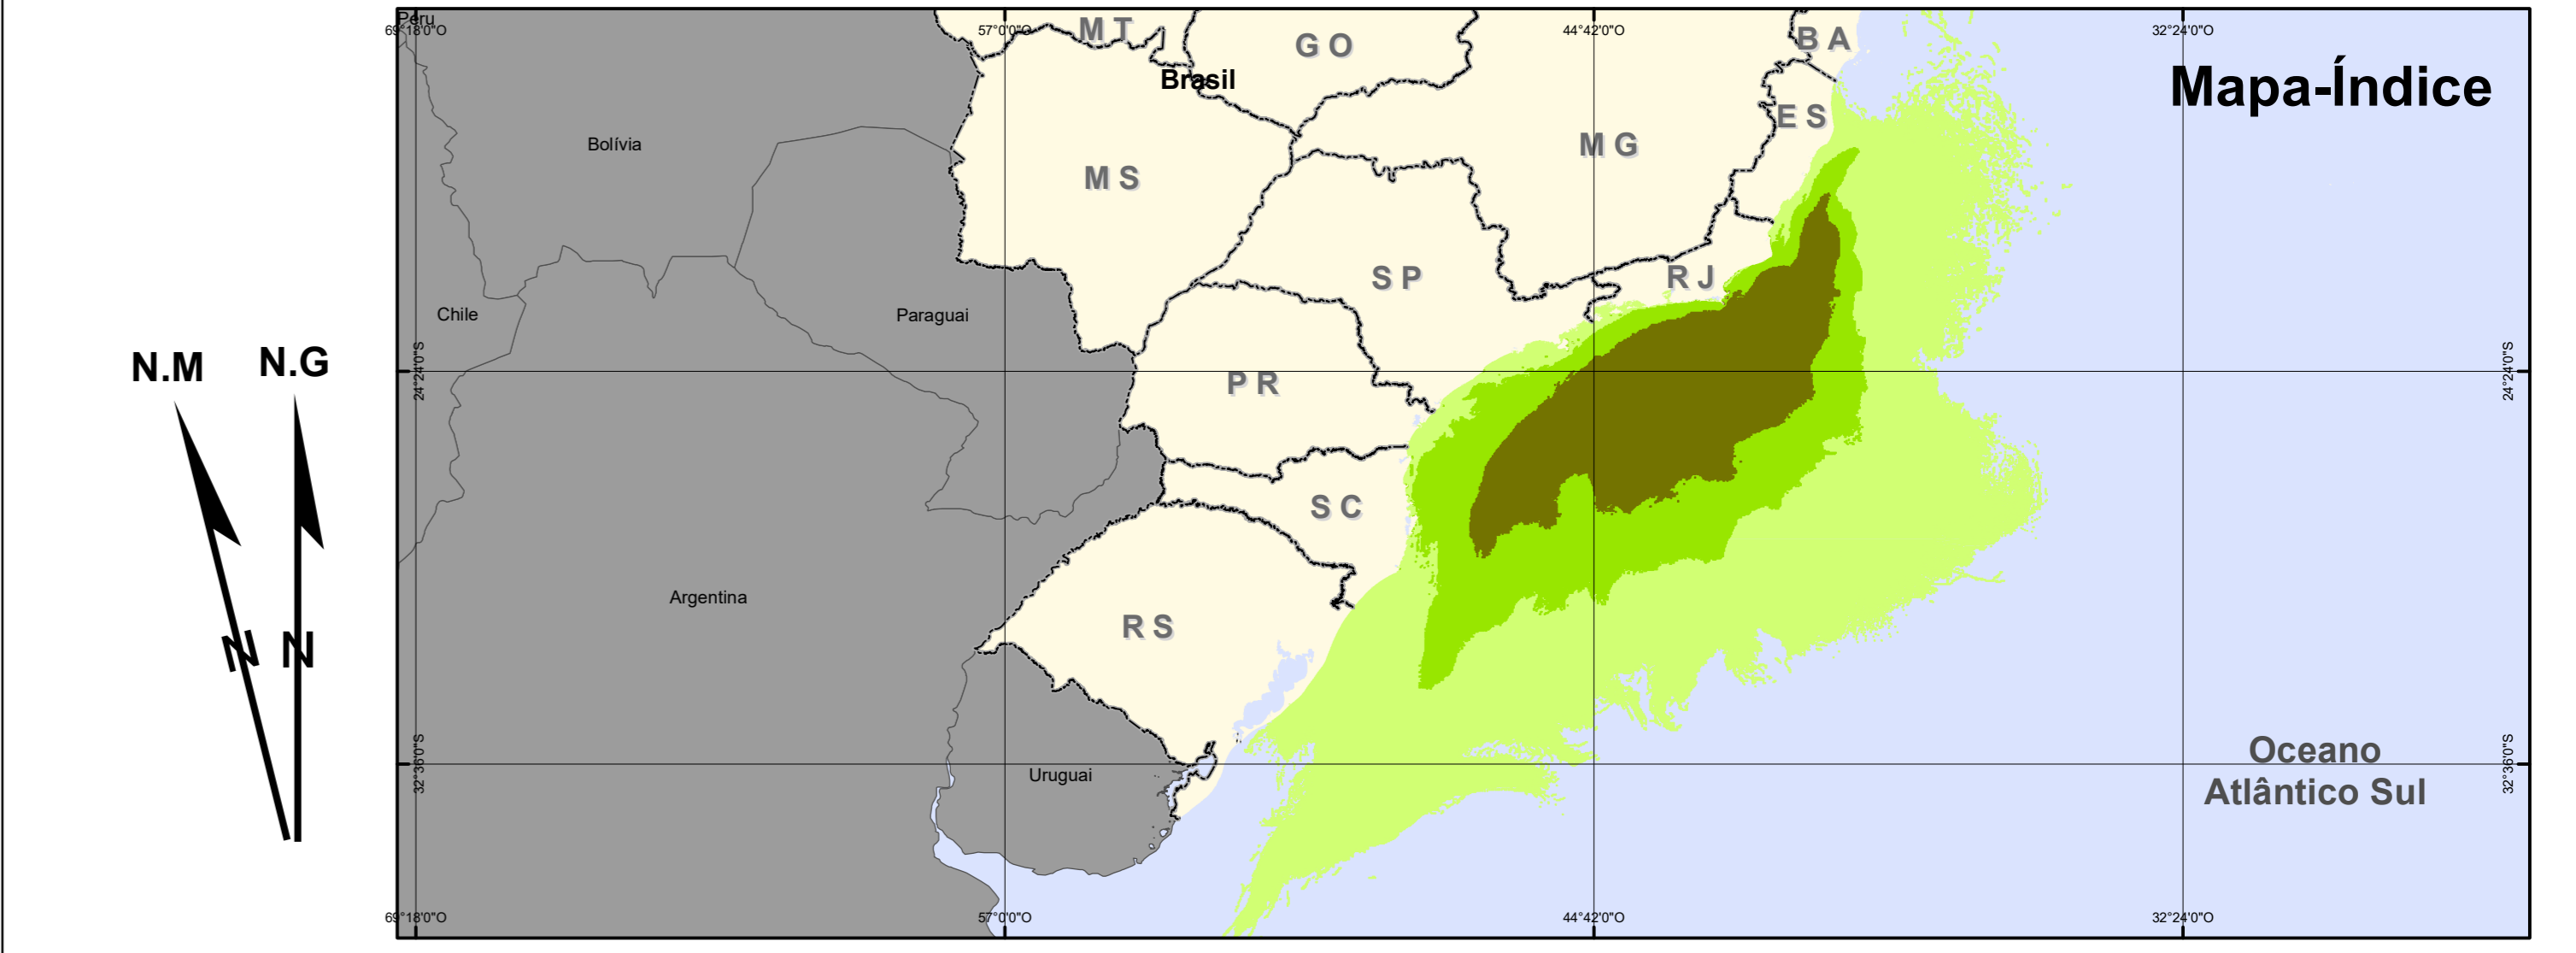 Peru
69°18'0"O
57°0'0"O
44°42'0"O
32°24'0"O
M T
G O
B A
Brasil
Mapa-Índice
E S
Bolívia
M G
M S
S P
R J
Chile
Paraguai
N.M
N.G
24°24'0"S
24°24'0"S
P R
S C
Argentina
R S
N
N
32°36'0"S
32°36'0"S
Uruguai
Oceano
Atlântico Sul
69°18'0"O
57°0'0"O
44°42'0"O
32°24'0"O